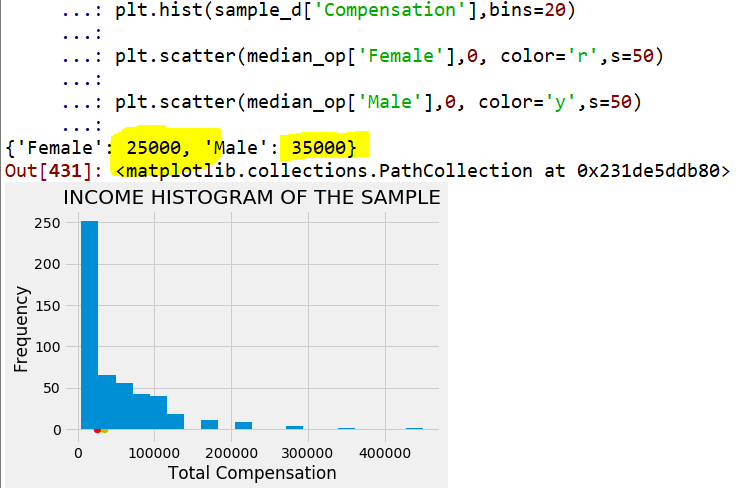 ...: plt.hist(sample_d['Compensation'],bins=20)
...:
...: plt.scatter(median_op['Female'],0, color='r',s=50)
...:
...: plt.scatter(median_op['Male'],0, color='y',s=50)
...:
{'Female': 25000, 'Male': 35000}
Out[431]: <matplotlib.collections.PathCollection at 0x231de5ddb80>
INCOME HISTOGRAM OF THE SAMPLE
250
200
150
100
50
0
Frequency
0 100000 200000 300000 400000
Total Compensation